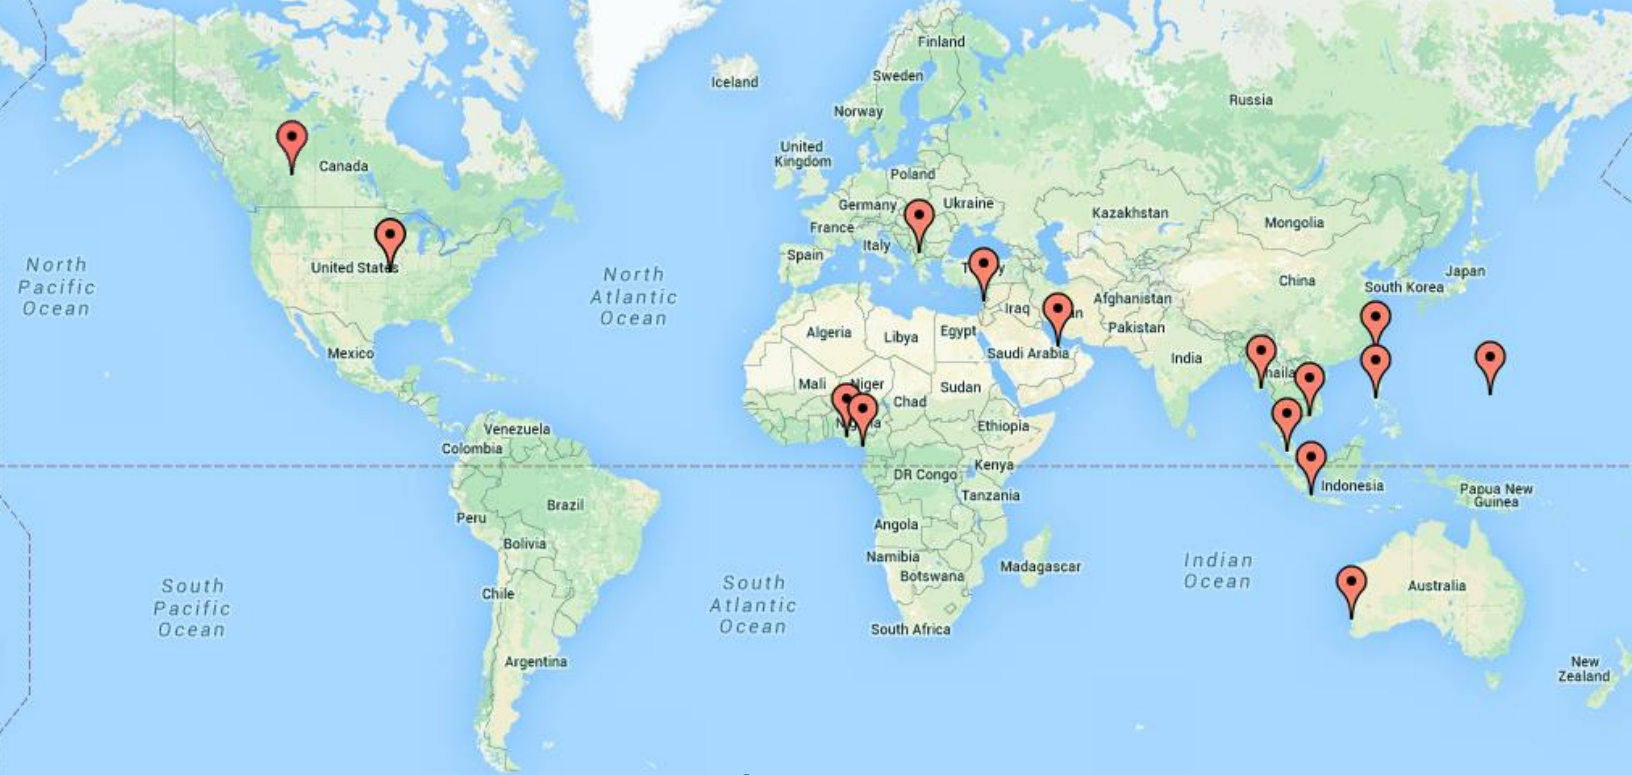 Finland
Iceland
Sweden
Russia
Norway
United
Kingdom
Canada
Poland
Germany
Ukraine
Kazakhstan
Mongolia
France
Italy
Spain
United States
North
Pacific
Ocean
North
Atlantic
Ocean
China
Japan
South Korea
Afghanistan
Iraq
Pakistan
Algeria
Libya
Egypt
Saudi Arabia
India
Mexico
Mali
Niger
Sudan
Chad
Venezuela
Ethiopia
Colombia
DR Congo
Kenya
Indonesia
Papua New
Guinea
Tanzania
Brazil
Peru
Angola
Bolivia
Namibia
Madagascar
Indian
Ocean
Botswana
Australia
South
Pacific
Ocean
Chile
South
Atlantic
Ocean
South Africa
Argentina
New
Zealand